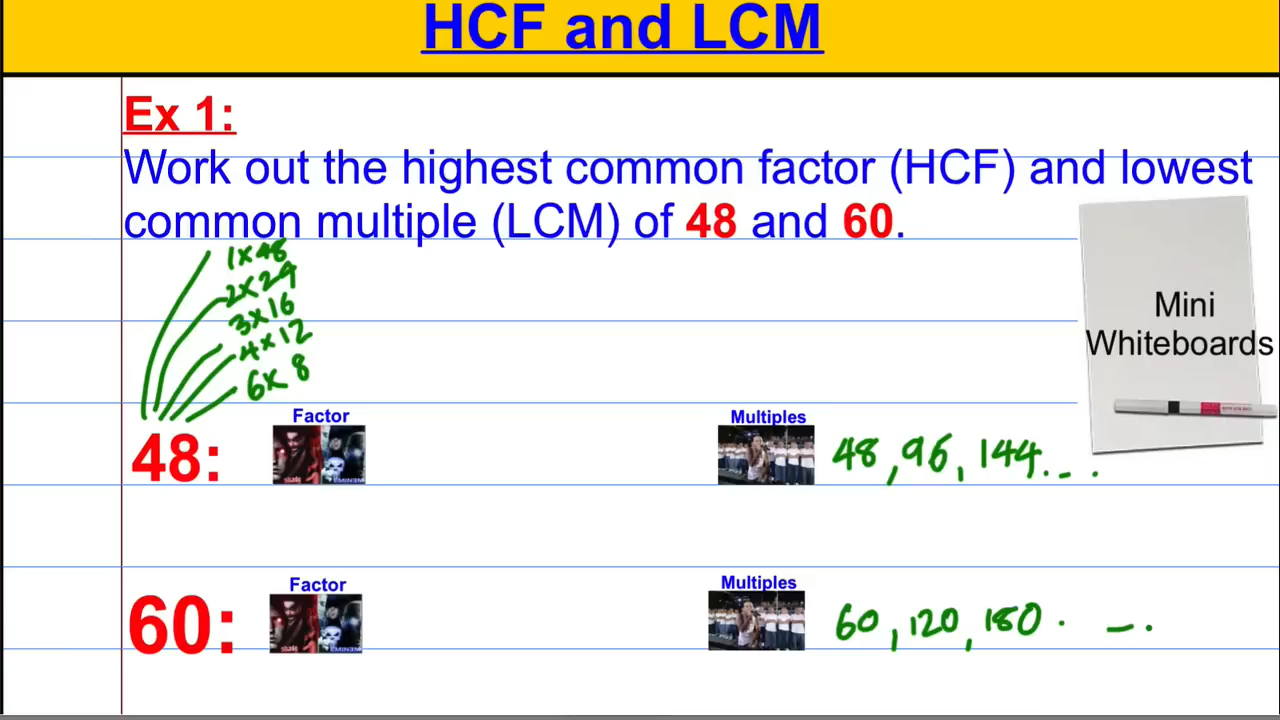 HCF and LCM
Ex 1:
Work out the highest common factor (HCF) and lowest
common multiple (LCM) of 48 and 60.
1x48
2x24
3x16
4x12
6x8
Mini
Whiteboards
Factor
48:
Multiples
48, 96, 144. - .
Factor
60:
Multiples
60, 120, 180 . - .